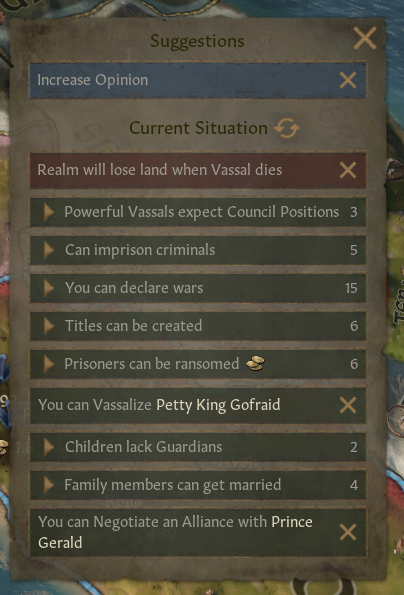 Suggestions
Increase Opinion
Current Situation
Realm will lose land when Vassal dies
Powerful Vassals expect Council Positions 3
Can imprison criminals 5
You can declare wars 15
Titles can be created 6
Prisoners can be ransomed 6
You can Vassalize Petty King Gofraid
Children lack Guardians 2
Family members can get married 4
You can Negotiate an Alliance with Prince
Gerald